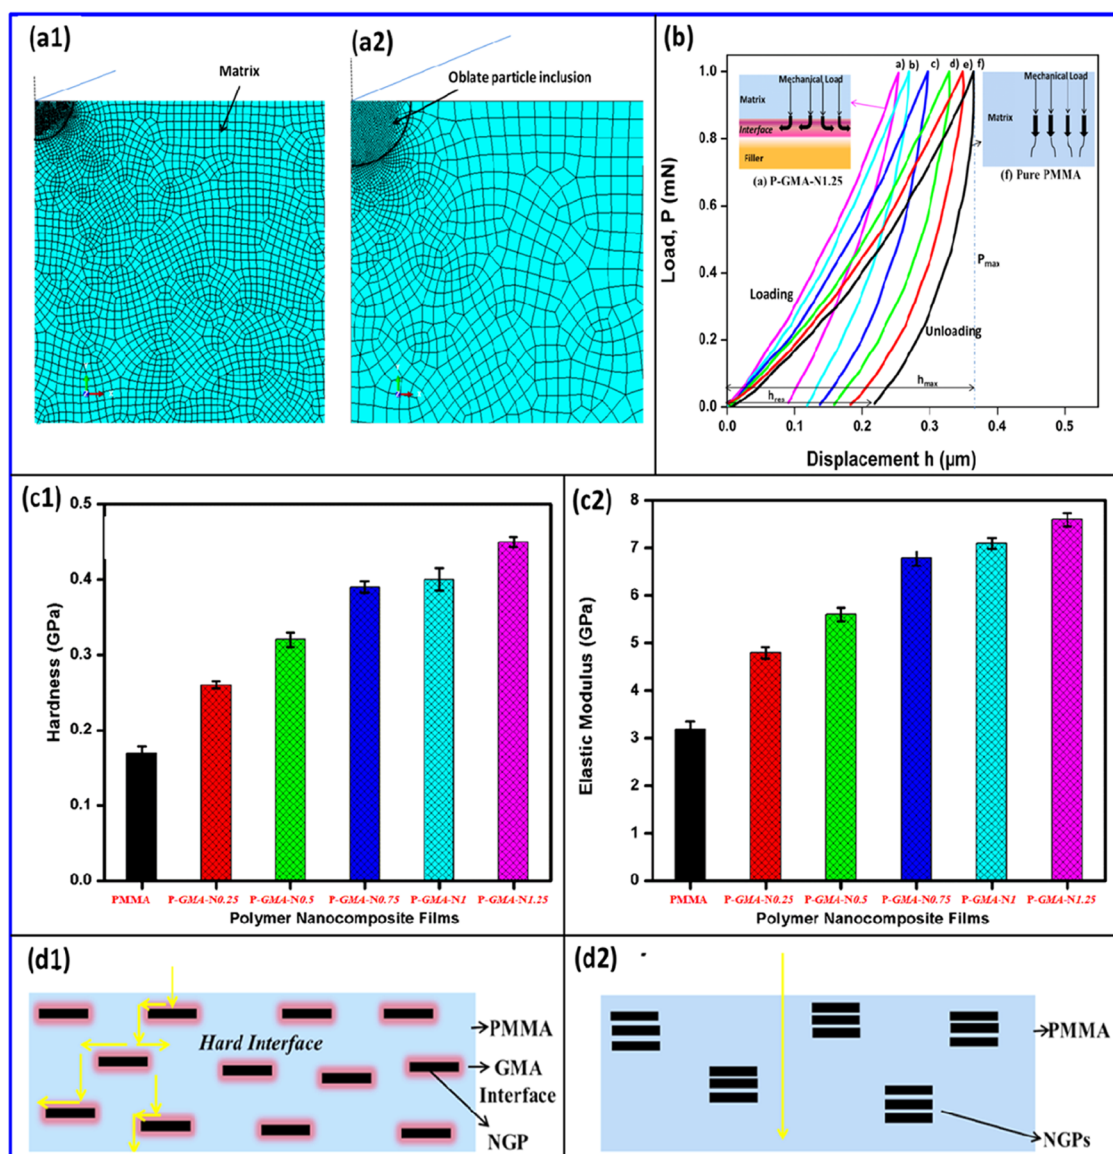 (a1)
Matrix
(a2)
Oblate particle inclusion
(b)
Load, P (mN)
1.0
0.8
0.6
0.4
0.2
0.0
a) b) c) d) e) f)
Mechanical Load
Matrix
Interface
Filler
(a) P-GMA-N1.25
Mechanical Load
Matrix
(f) Pure PMMA
Loading
Unloading
Pmax
hmax
hres
0.0 0.1 0.2 0.3 0.4 0.5
Displacement h (μm)
(c1)
Hardness (GPa)
0.5
0.4
0.3
0.2
0.1
0.0
PMMA P-GMA-N0.25 P-GMA-N0.5 P-GMA-N0.75 P-GMA-N1 P-GMA-N1.25
Polymer Nanocomposite Films
(c2)
Elastic Modulus (GPa)
8
7
6
5
4
3
2
1
0
PMMA P-GMA-N0.25 P-GMA-N0.5 P-GMA-N0.75 P-GMA-N1 P-GMA-N1.25
Polymer Nanocomposite Films
(d1)
Hard Interface
PMMA
GMA
Interface
NGP
(d2)
PMMA
NGPs